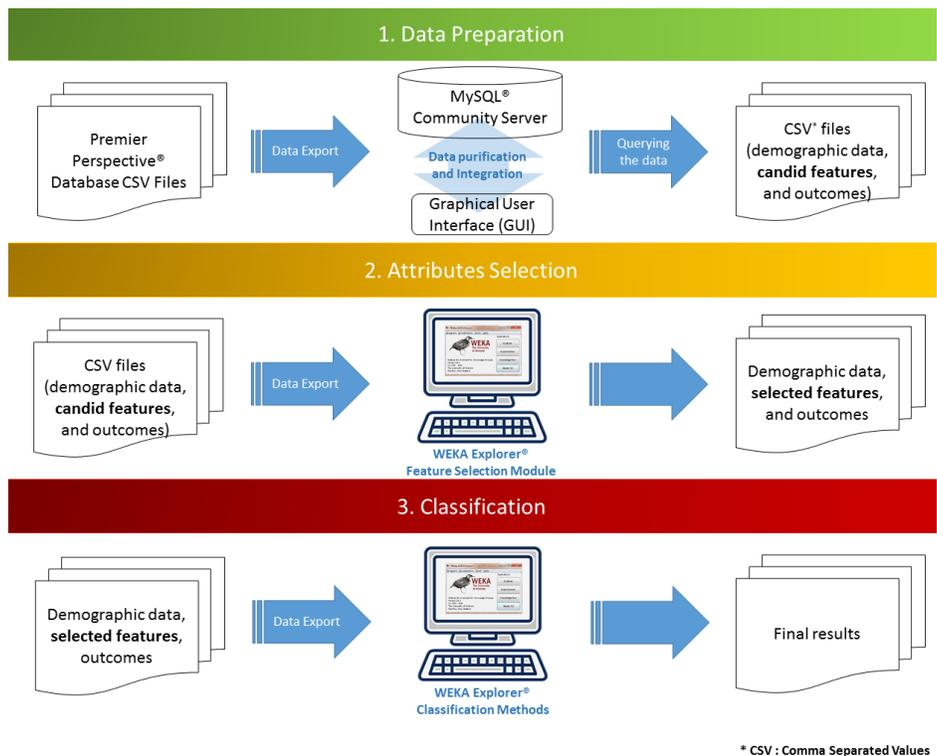 1. Data Preparation
Premier
Perspective®
Database CSV Files
Data Export
MySQL®
Community Server
Data purification
and Integration
Graphical User
Interface (GUI)
Querying
the data
CSV* files
(demographic data,
candid features,
and outcomes)
2. Attributes Selection
CSV files
(demographic data,
candid features,
and outcomes)
Data Export
WEKA
WEKA Explorer®
Feature Selection Module
Demographic data,
selected features,
and outcomes
3. Classification
Demographic data,
selected features,
outcomes
Data Export
WEKA
WEKA Explorer®
Classification Methods
Final results
* CSV : Comma Separated Values